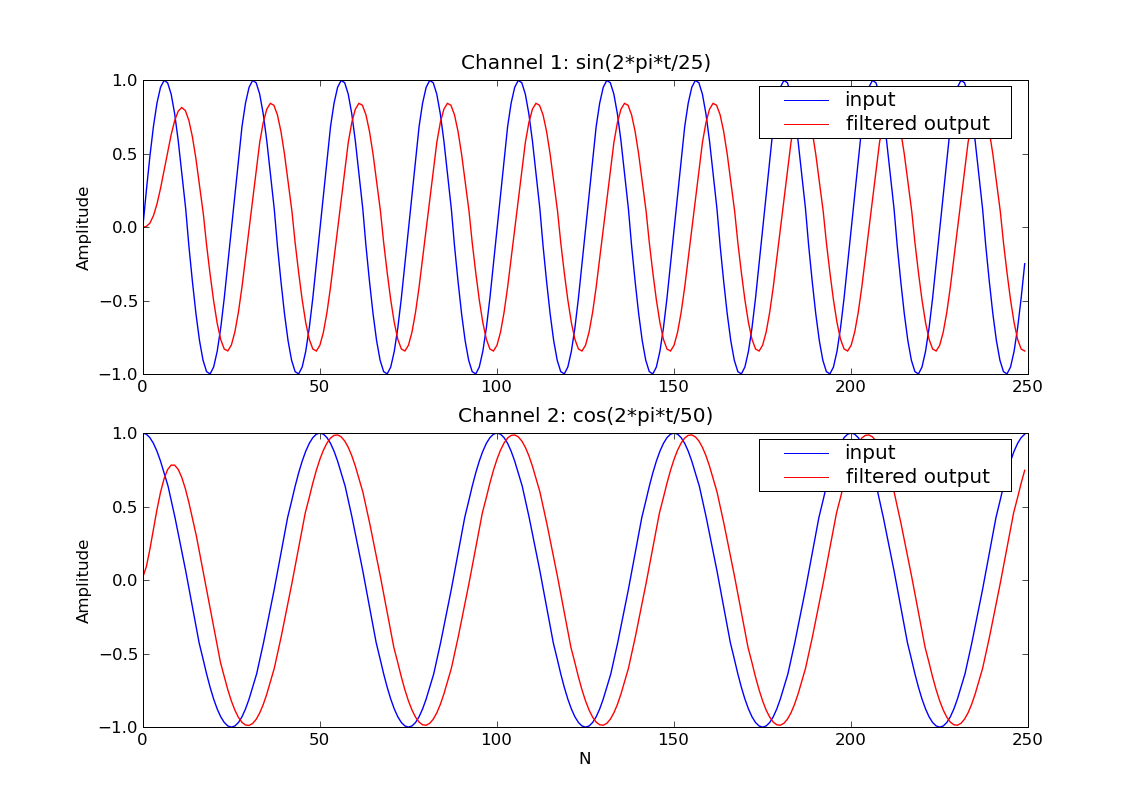 Channel 1: sin(2*pi*t/25)
1.0
0.5
0.0
−0.5
−1.0
Amplitude
input
filtered output
0 50 100 150 200 250
Channel 2: cos(2*pi*t/50)
1.0
0.5
0.0
−0.5
−1.0
Amplitude
input
filtered output
0 50 100 150 200 250
N